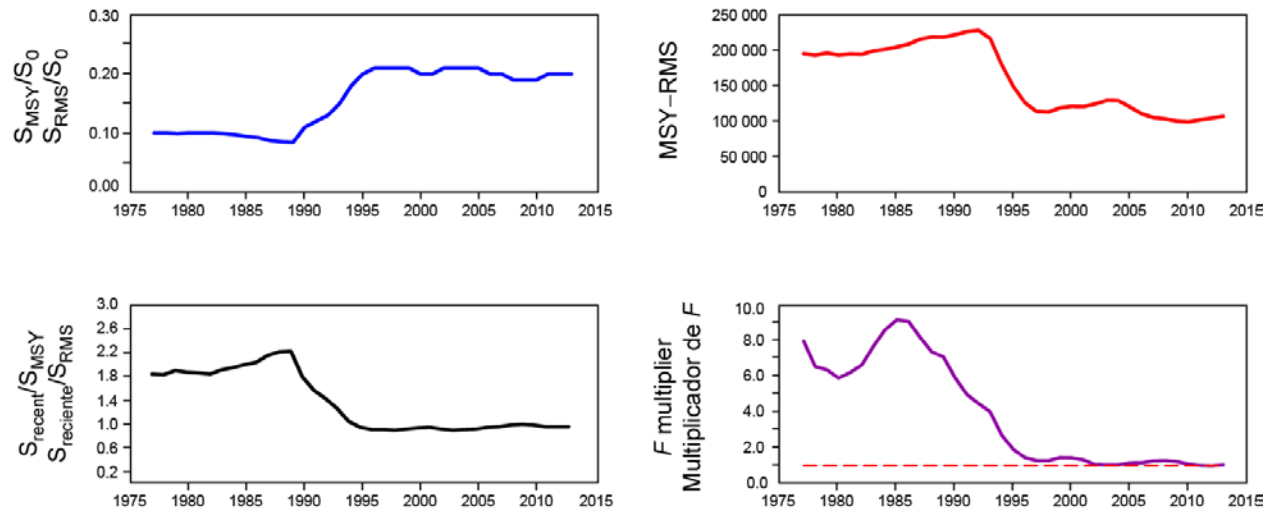 S_MSY/S_0
S_RMS/S_0
0.30
0.20
0.10
0.00
1975 1980 1985 1990 1995 2000 2005 2010 2015
MSY−RMS
250 000
200 000
150 000
100 000
50 000
0
1975 1980 1985 1990 1995 2000 2005 2010 2015
S_recent/S_MSY
S_reciente/S_RMS
3.0
2.6
2.2
1.8
1.4
1.0
0.6
0.2
1975 1980 1985 1990 1995 2000 2005 2010 2015
F multiplier
Multiplicador de F
10.0
8.0
6.0
4.0
2.0
0.0
1975 1980 1985 1990 1995 2000 2005 2010 2015